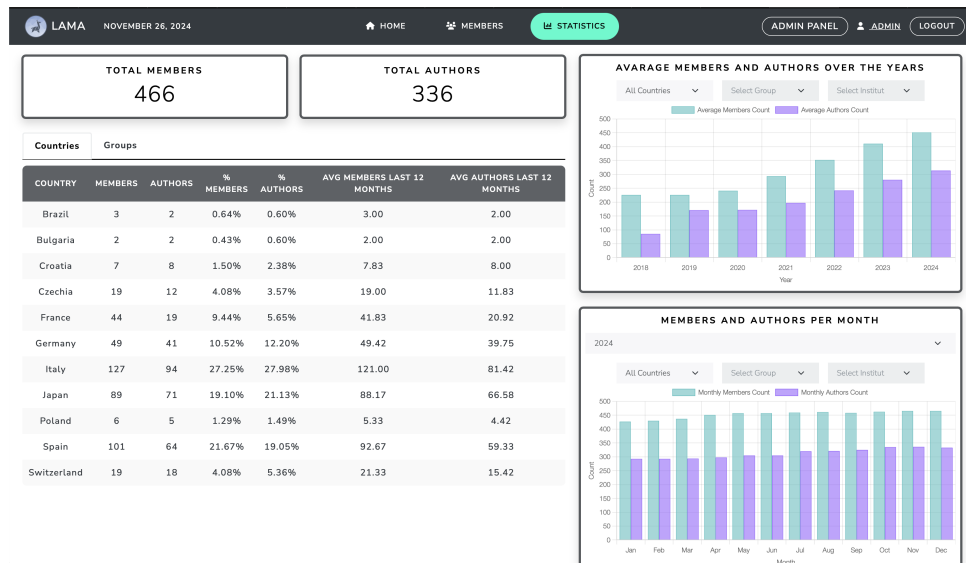 LAMA NOVEMBER 26, 2024 HOME MEMBERS STATISTICS ADMIN PANEL ADMIN LOGOUT
TOTAL MEMBERS
466
TOTAL AUTHORS
336
Countries Groups
COUNTRY MEMBERS AUTHORS % MEMBERS % AUTHORS AVG MEMBERS LAST 12 MONTHS AVG AUTHORS LAST 12 MONTHS
Brazil 3 2 0.64% 0.60% 3.00 2.00
Bulgaria 2 2 0.43% 0.60% 2.00 2.00
Croatia 7 8 1.50% 2.38% 7.83 8.00
Czechia 19 12 4.08% 3.57% 19.00 11.83
France 44 19 9.44% 5.65% 41.83 20.92
Germany 49 41 10.52% 12.20% 49.42 39.75
Italy 127 94 27.25% 27.98% 121.00 81.42
Japan 89 71 19.10% 21.13% 88.17 66.58
Poland 6 5 1.29% 1.49% 5.33 4.42
Spain 101 64 21.67% 19.05% 92.67 59.33
Switzerland 19 18 4.08% 5.36% 21.33 15.42
AVARAGE MEMBERS AND AUTHORS OVER THE YEARS
All Countries Select Group Select Institut
Average Members Count Average Authors Count
500
450
400
350
300
250
200
150
100
50
0
Count
2018 2019 2020 2021 2022 2023 2024
Year
MEMBERS AND AUTHORS PER MONTH
2024
All Countries Select Group Select Institut
Monthly Members Count Monthly Authors Count
500
450
400
350
300
250
200
150
100
50
0
Count
Jan Feb Mar Apr May Jun Jul Aug Sep Oct Nov Dec
Month